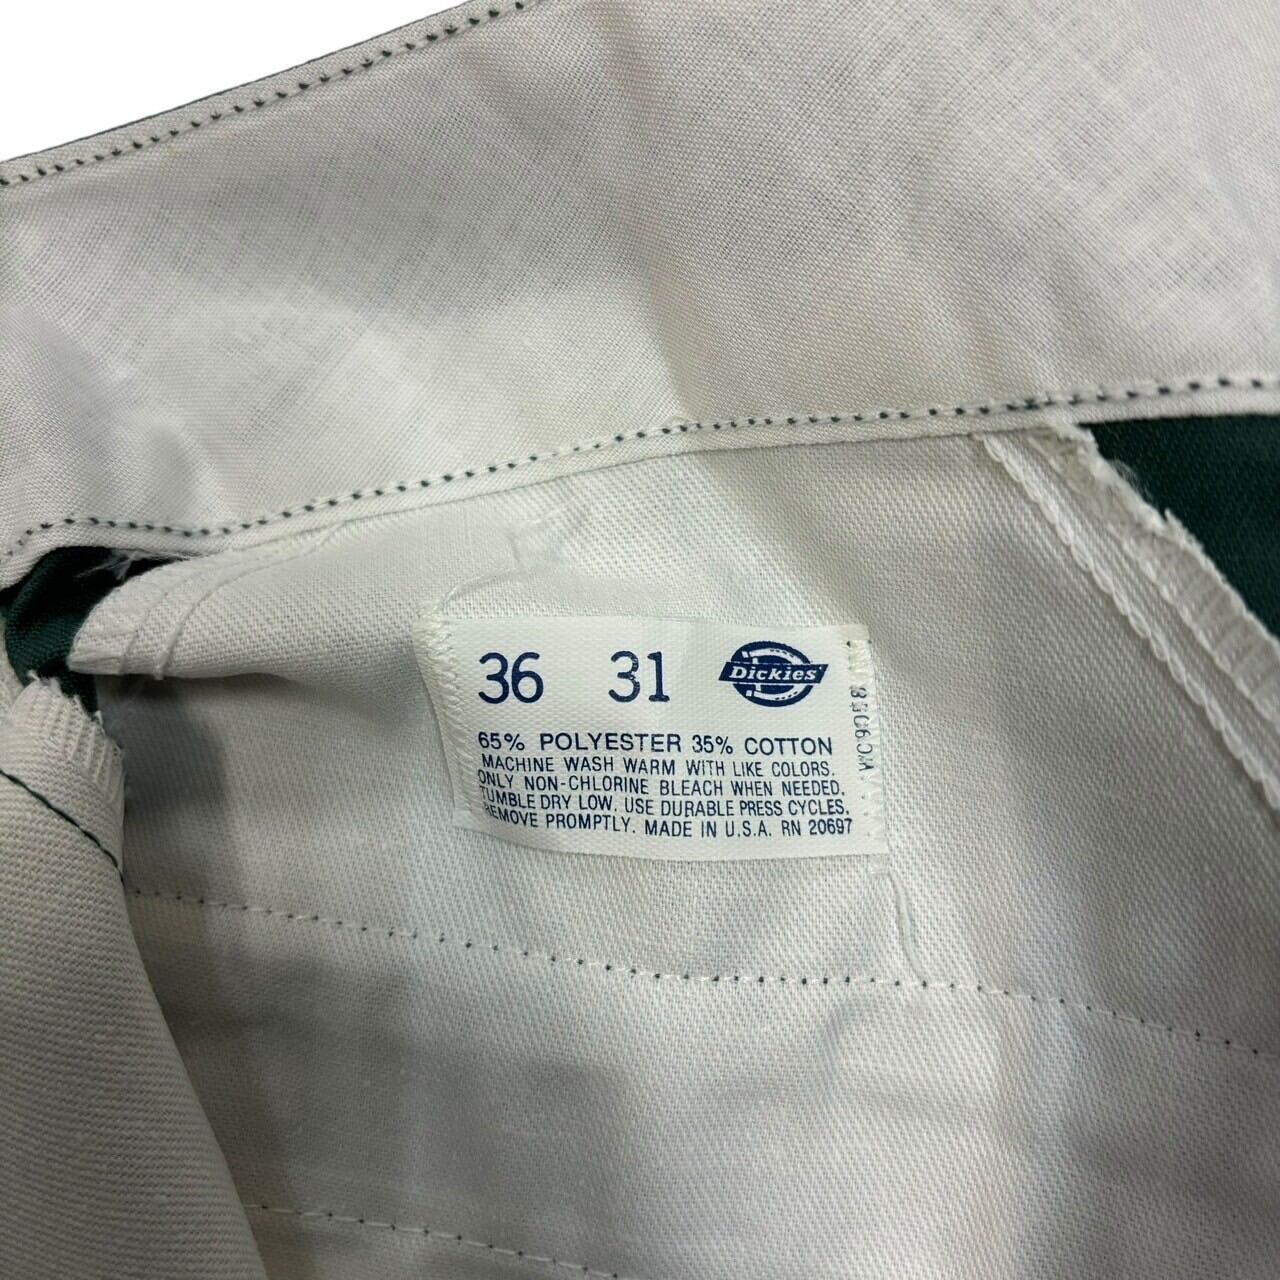 36 31 Dickies
65% POLYESTER 35% COTTON
MACHINE WASH WARM WITH LIKE COLORS.
ONLY NON-CHLORINE BLEACH WHEN NEEDED.
TUMBLE DRY LOW. USE DURABLE PRESS CYCLES.
REMOVE PROMPTLY. MADE IN U.S.A. RN 20697